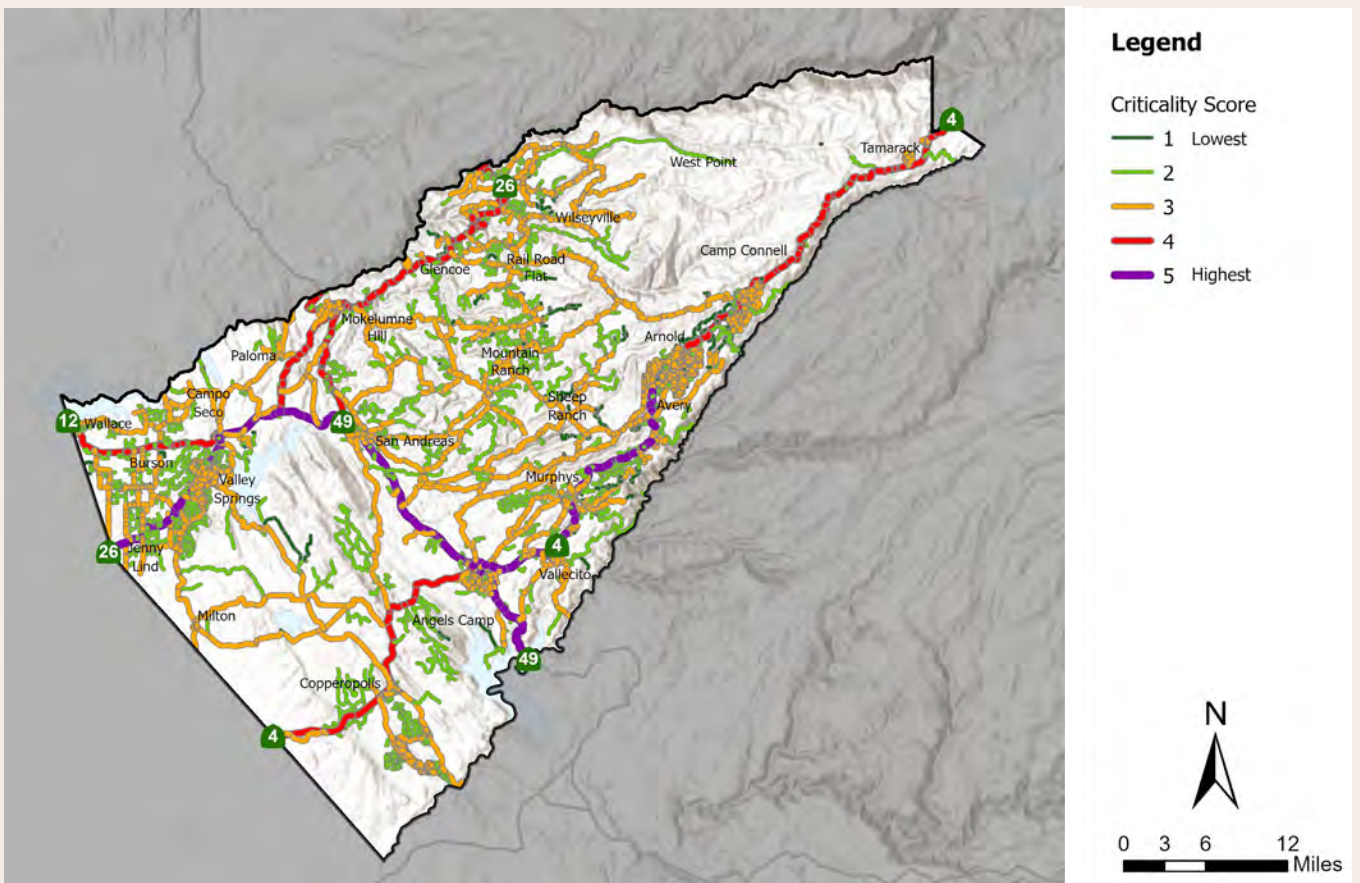 Legend
Criticality Score
1 Lowest
2
3
4
5 Highest
N
0 3 6 12
Miles
4
Tamarack
West Point
26
Wilseyville
Camp Connell
Glencoe
Rail Road
Flat
Mokelumne
Hill
Arnold
Paloma
Mountain
Ranch
Campo
Seco
Sheep
Ranch
Avery
12
Wallace
49
San Andreas
Burson
Valley
Springs
Murphys
26
Jenny
Lind
4
Vallecito
Milton
Angels Camp
49
Copperopolis
4